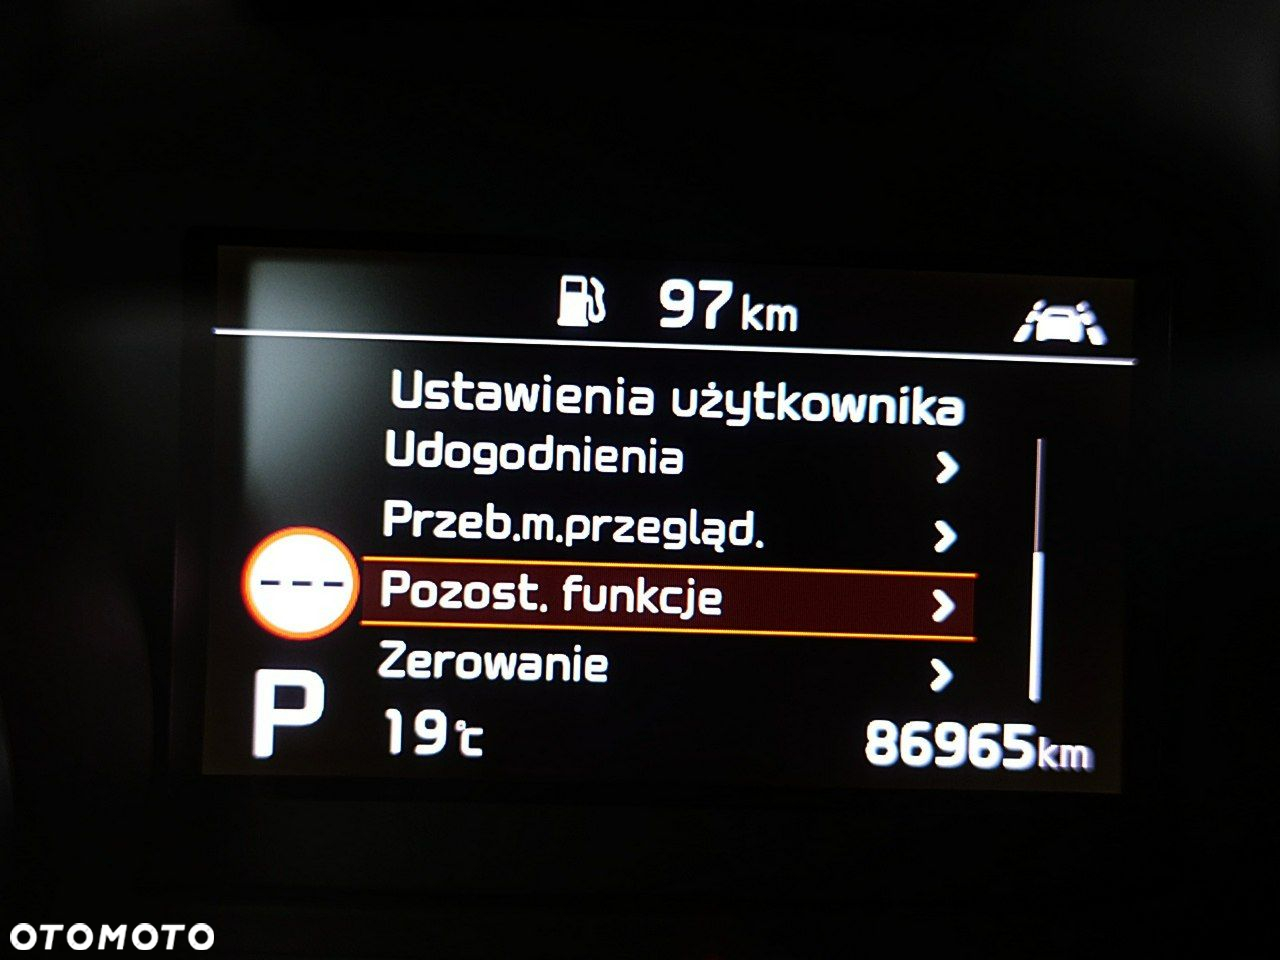 97 km
Ustawienia użytkownika
Udogodnienia
Przeb.m.przegląd.
Pozost. funkcje
Zerowanie
P 19°C 86965km
OTOMOTO